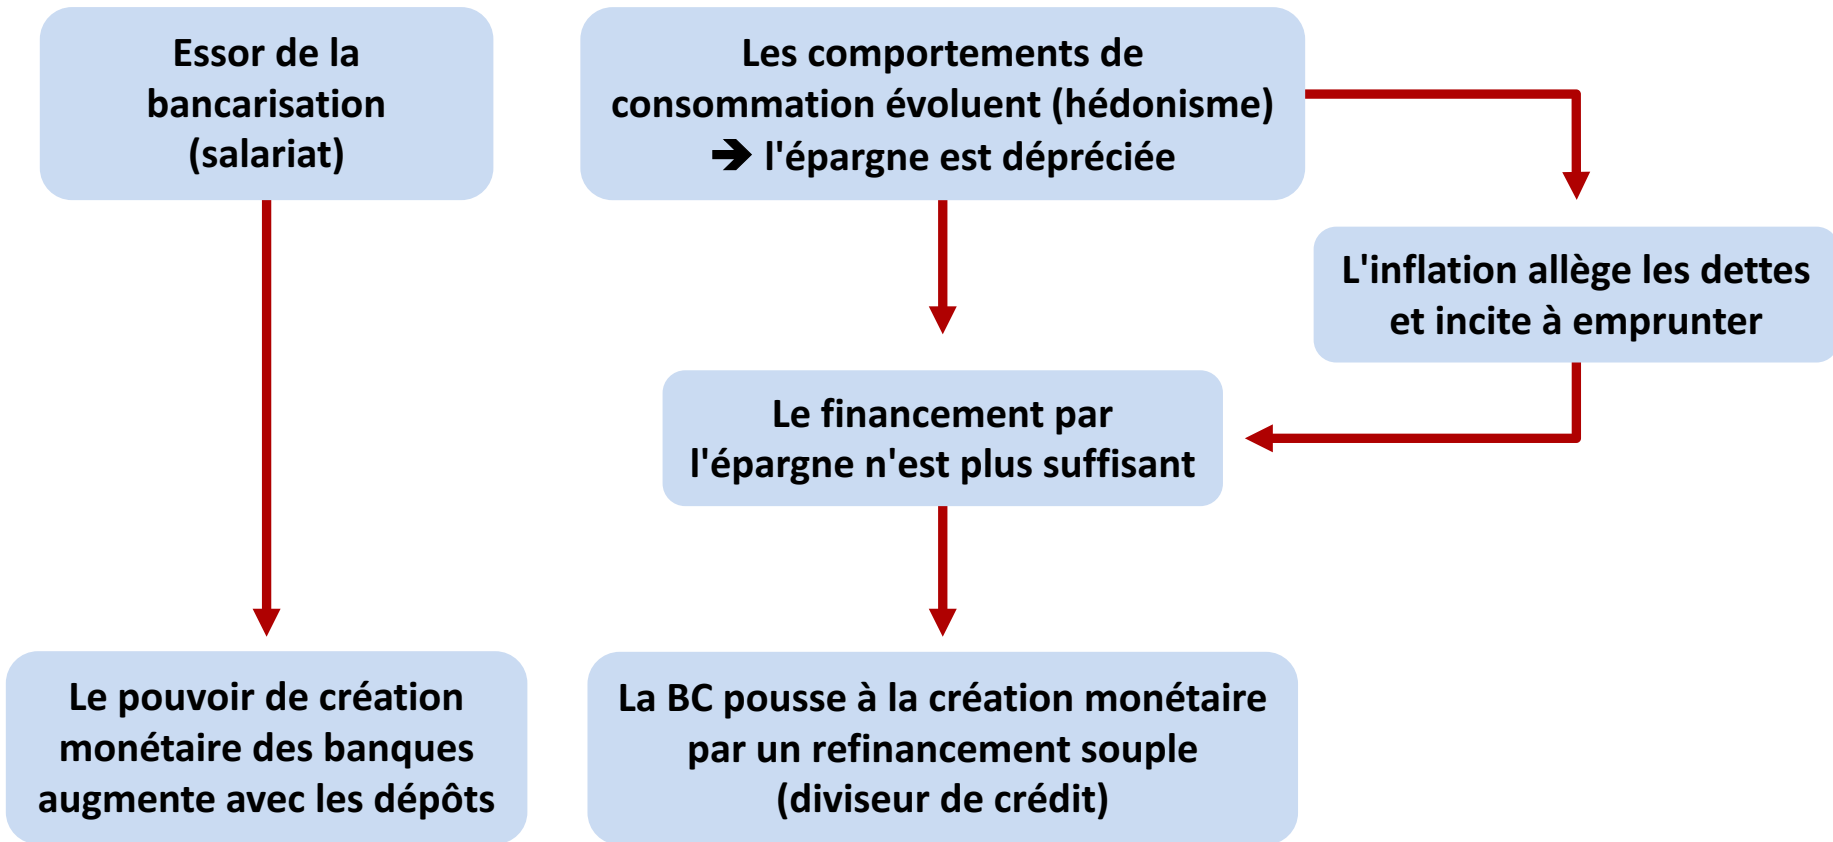 Essor de la
bancarisation
(salariat)
Les comportements de
consommation évoluent (hédonisme)
➔ l'épargne est dépréciée
L'inflation allège les dettes
et incite à emprunter
Le financement par
l'épargne n'est plus suffisant
Le pouvoir de création
monétaire des banques
augmente avec les dépôts
La BC pousse à la création monétaire
par un refinancement souple
(diviseur de crédit)